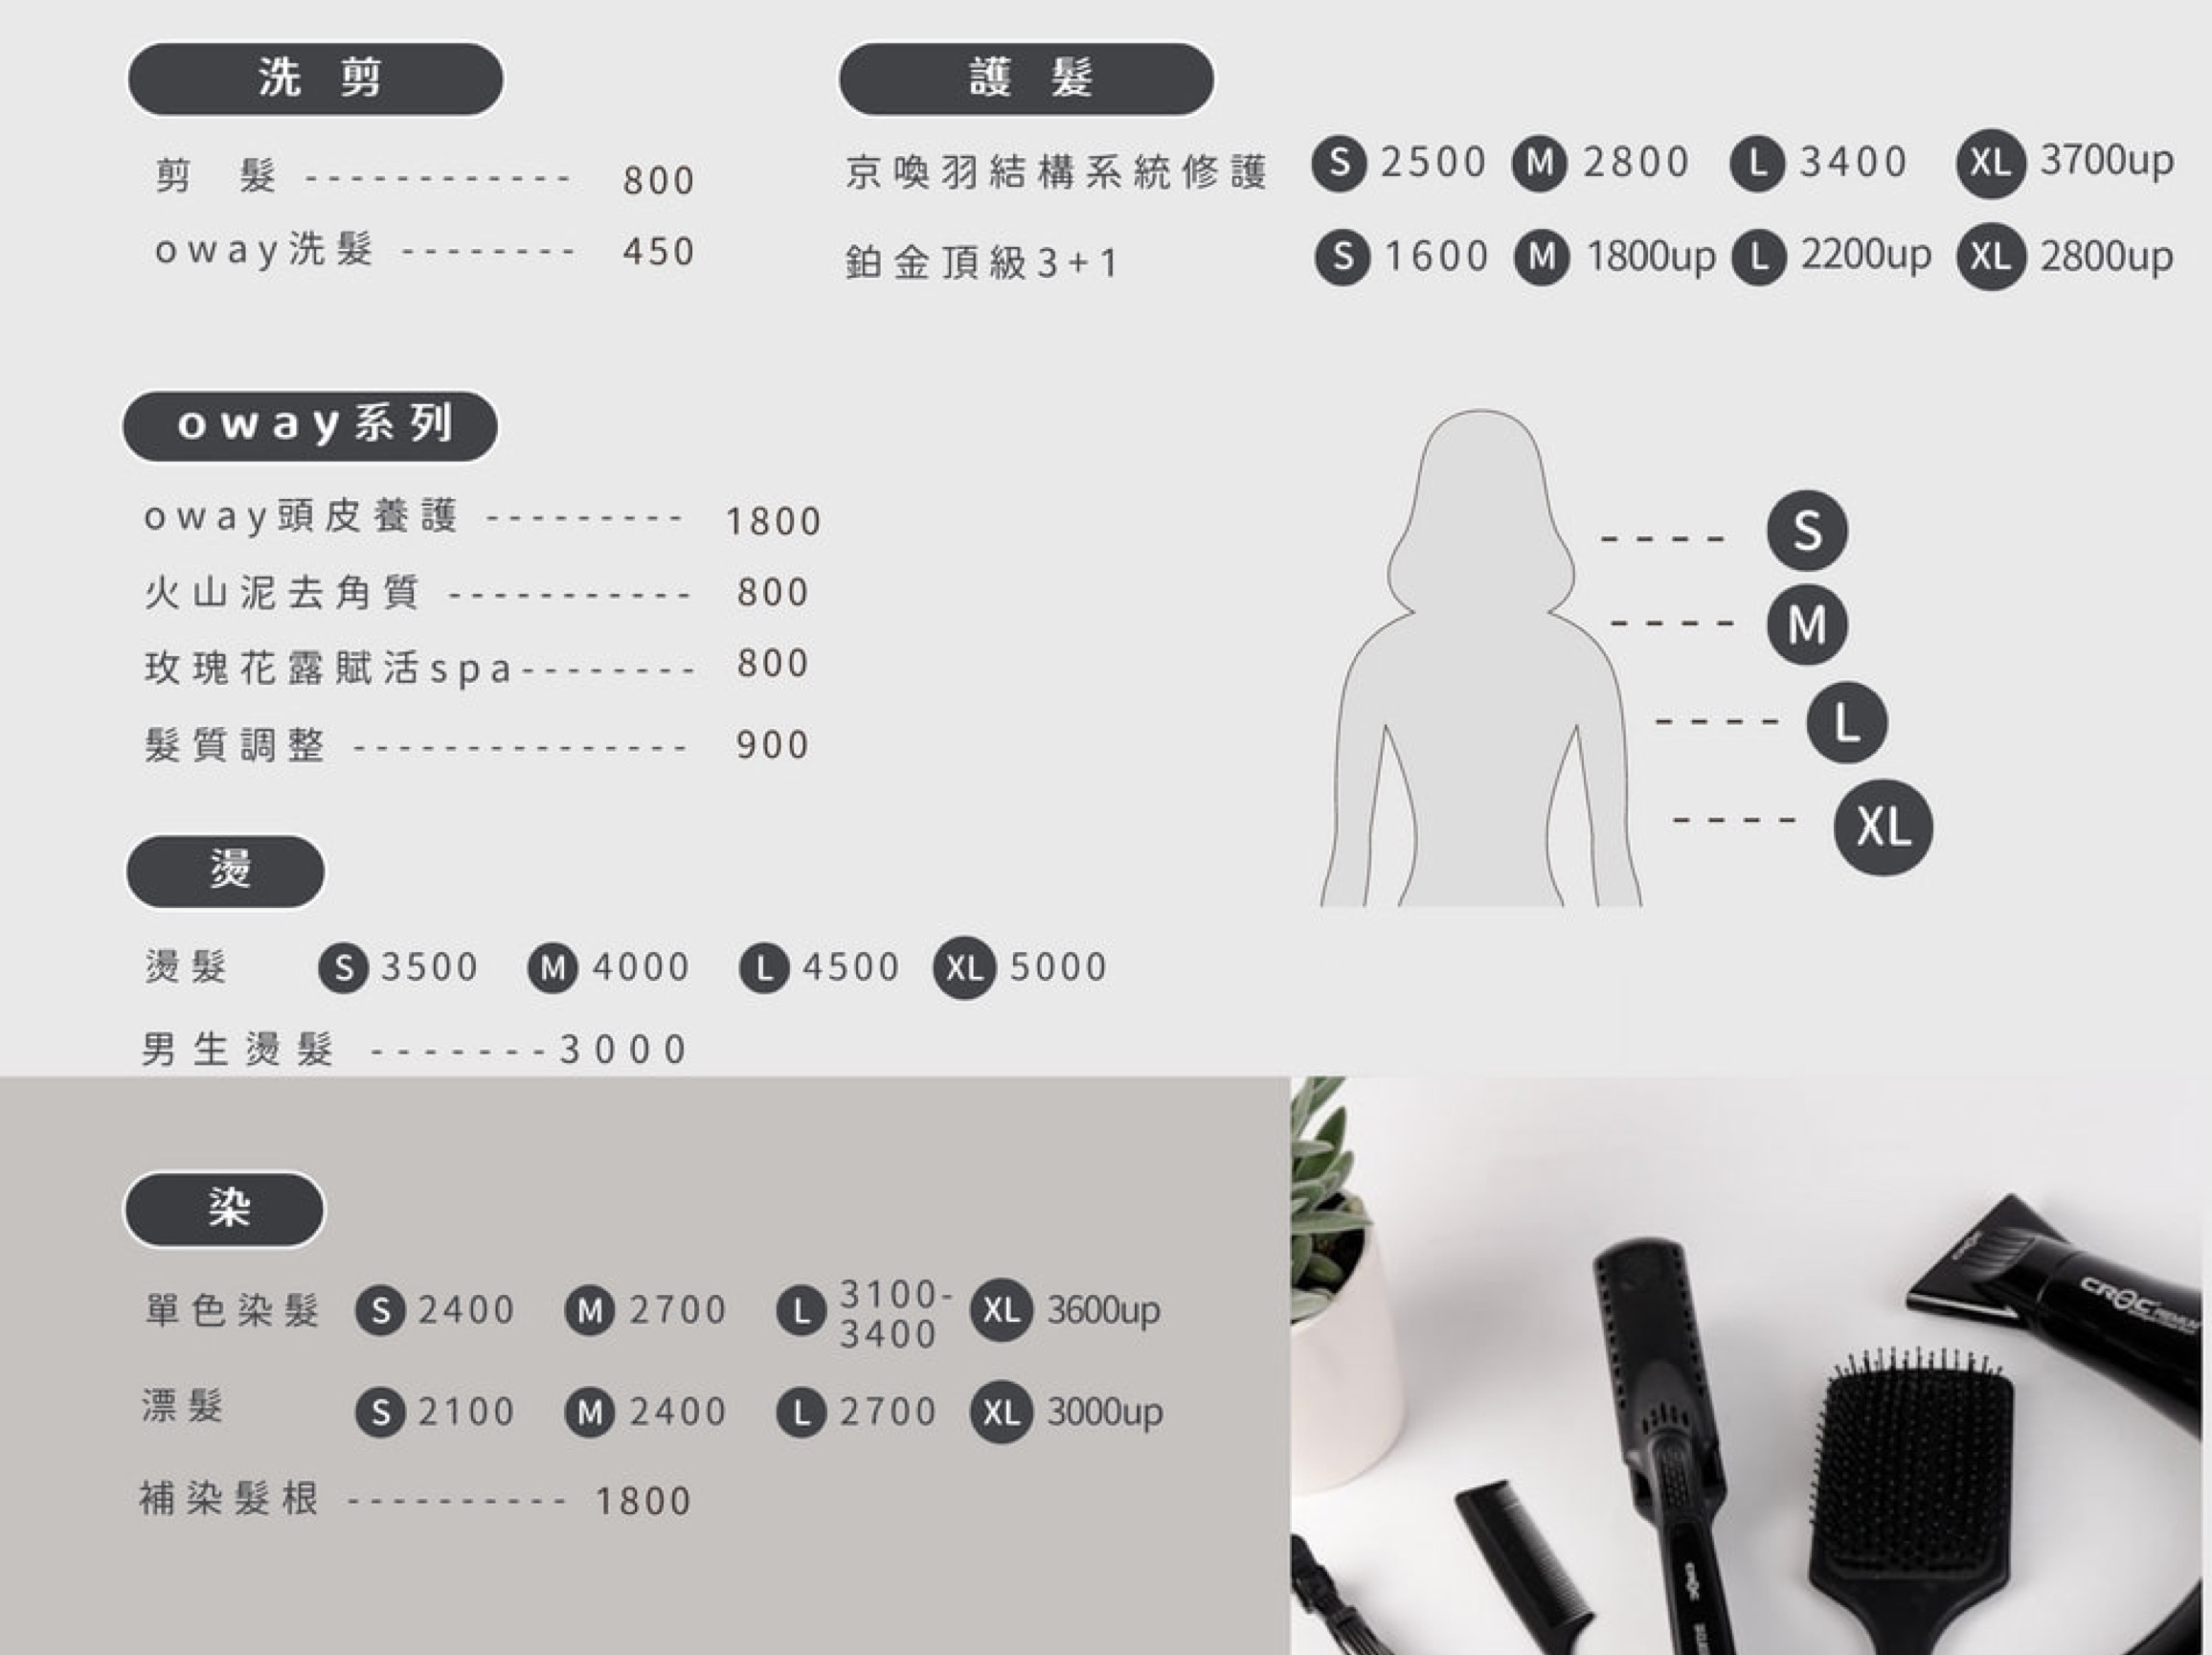 洗 剪
剪 髮 ------------ 800
oway洗髮 -------- 450
護 髮
京喚羽結構系統修護 S 2500 M 2800 L 3400 XL 3700up
鉑金頂級3+1 S 1600 M 1800up L 2200up XL 2800up
oway系列
oway頭皮養護 --------- 1800
火山泥去角質 ----------- 800
玫瑰花露賦活spa-------- 800
髮質調整 --------------- 900
---- S
---- M
---- L
---- XL
燙
燙髮 S 3500 M 4000 L 4500 XL 5000
男生燙髮 -------3000
染
單色染髮 S 2400 M 2700 L 3100-3400 XL 3600up
漂髮 S 2100 M 2400 L 2700 XL 3000up
補染髮根 ---------- 1800
CROC PREMIUM
CROC